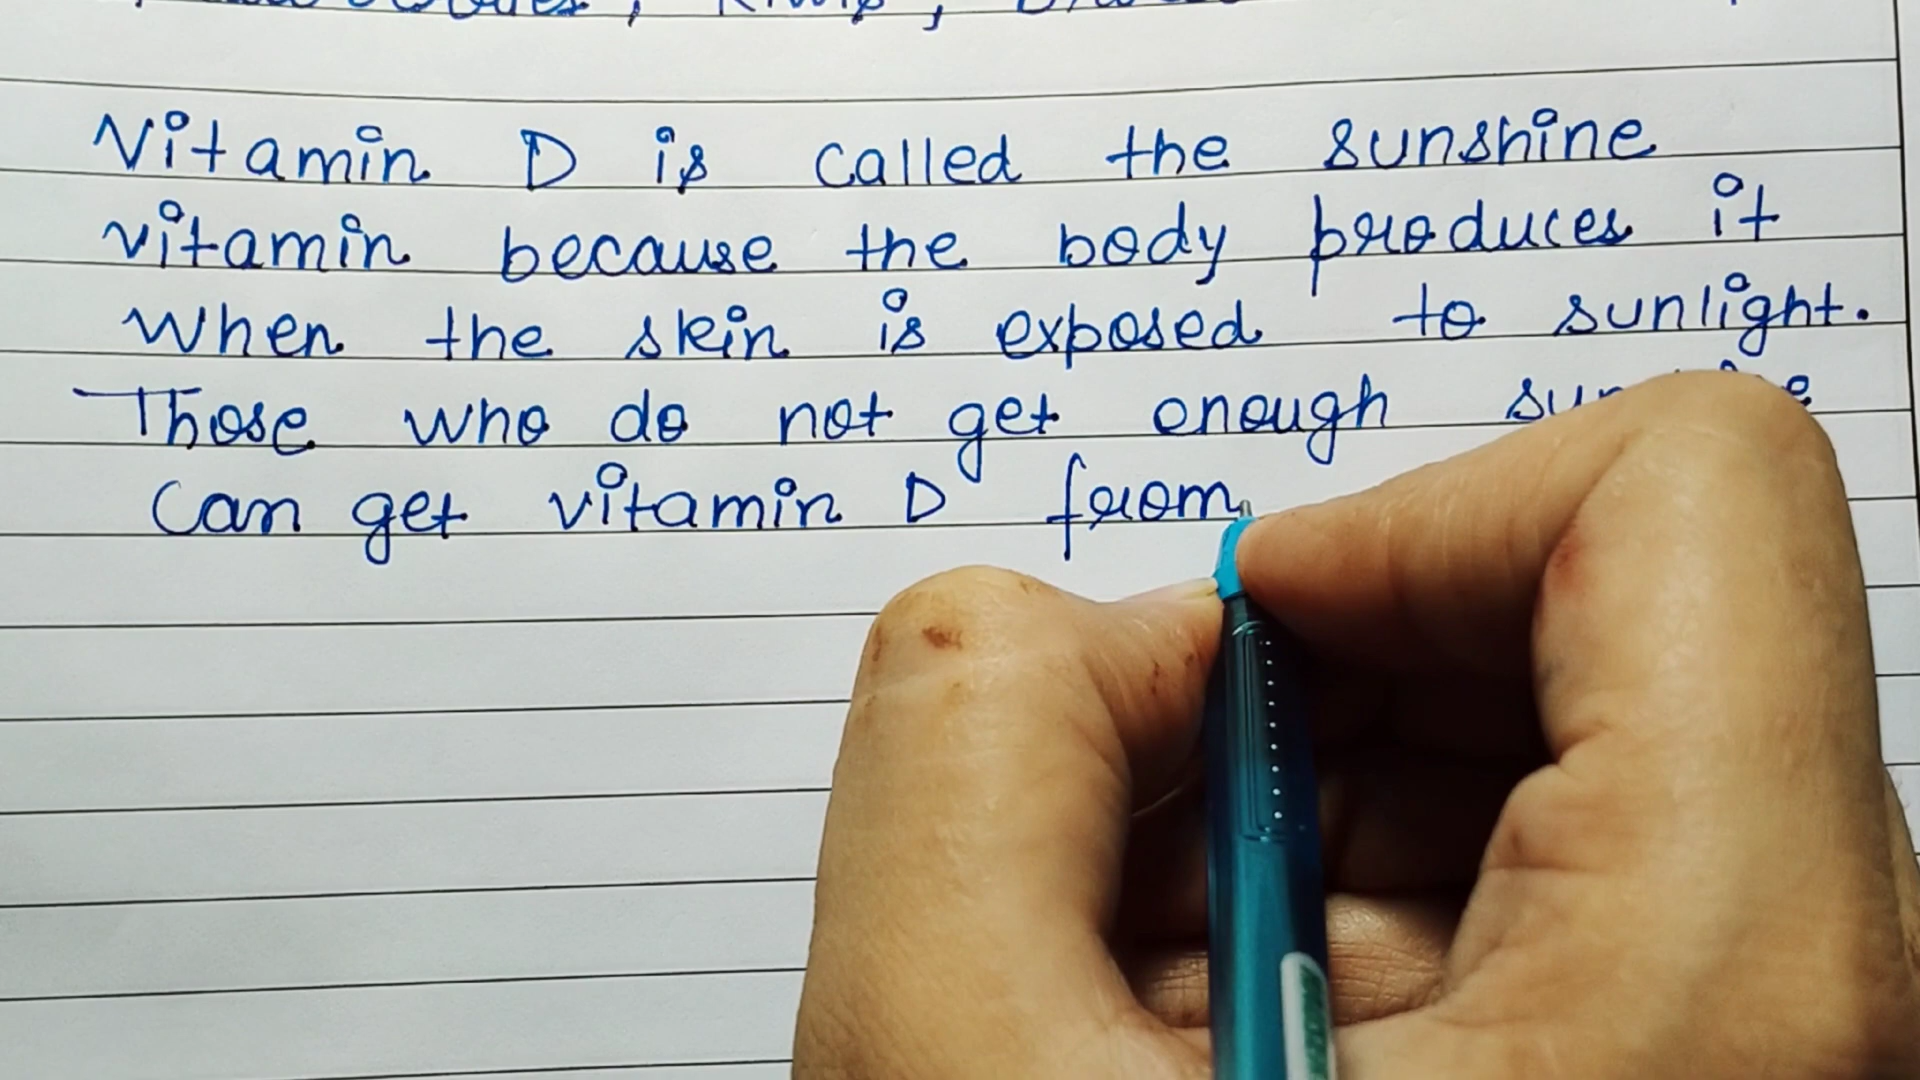 Vitamin D is called the sunshine
vitamin because the body produces it
when the skin is exposed to sunlight.
Those who do not get enough
Can get vitamin D from